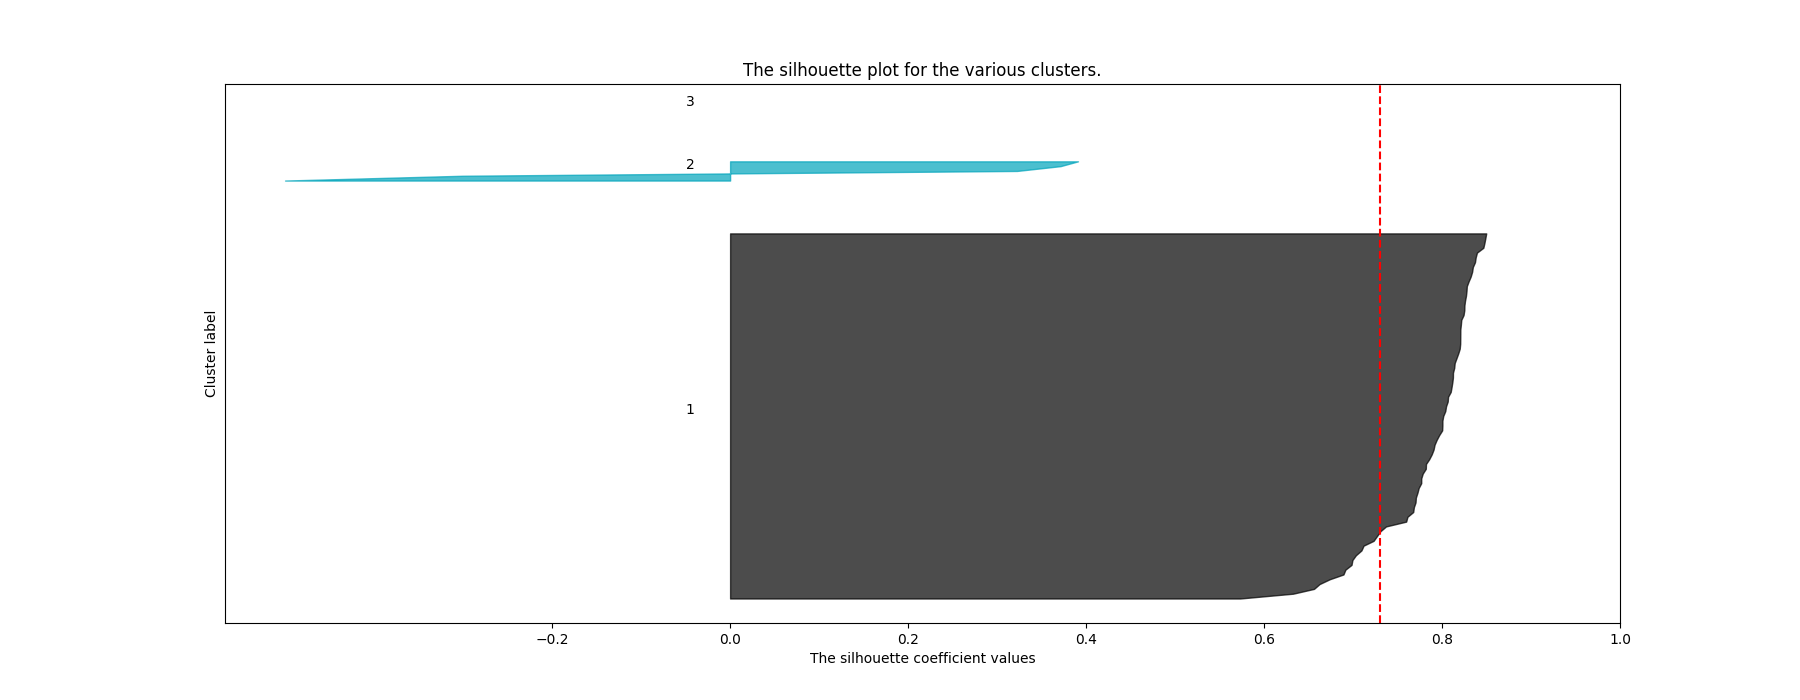 The silhouette plot for the various clusters.
3
2
1
Cluster label
−0.2 0.0 0.2 0.4 0.6 0.8 1.0
The silhouette coefficient values